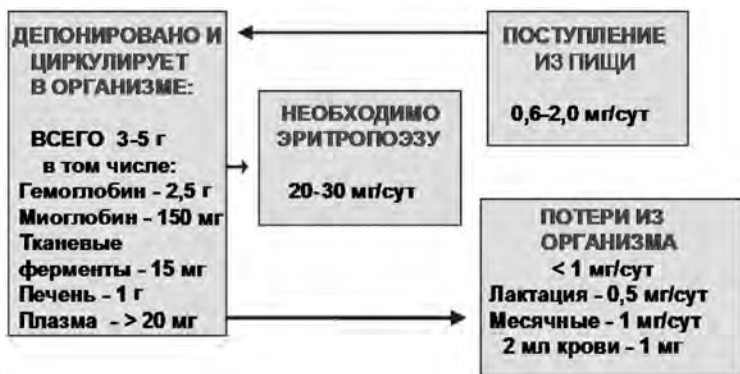 ДЕПОНИРОВАНО И
ЦИРКУЛИРУЕТ
В ОРГАНИЗМЕ:
ВСЕГО 3-5 г
в том числе:
Гемоглобин - 2,5 г
Миоглобин - 150 мг
Тканевые
ферменты - 15 мг
Печень - 1 г
Плазма - > 20 мг
НЕОБХОДИМО
ЭРИТРОПОЭЗУ
20-30 мг/сут
ПОСТУПЛЕНИЕ
ИЗ ПИЩИ
0,6-2,0 мг/сут
ПОТЕРИ ИЗ
ОРГАНИЗМА
< 1 мг/сут
Лактация - 0,5 мг/сут
Месячные - 1 мг/сут
2 мл крови - 1 мг